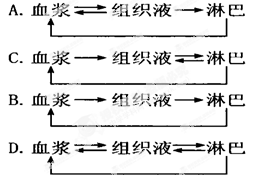 A. 血浆 ⇌ 组织液 → 淋巴
C. 血浆 → 组织液 ⇌ 淋巴
B. 血浆 → 组织液 → 淋巴
D. 血浆 ⇌ 组织液 ⇌ 淋巴